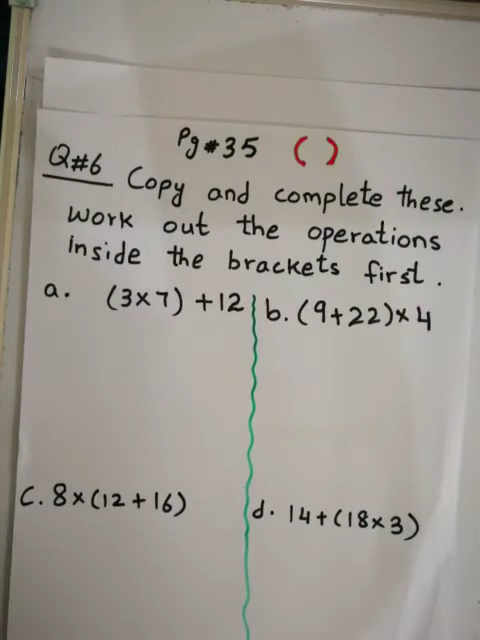 Pg # 35 ( )
Q#6 Copy and complete these.
work out the operations
inside the brackets first.
a. (3×7) +12
b. (9+22)×4
C. 8×(12+16)
d. 14+(18×3)